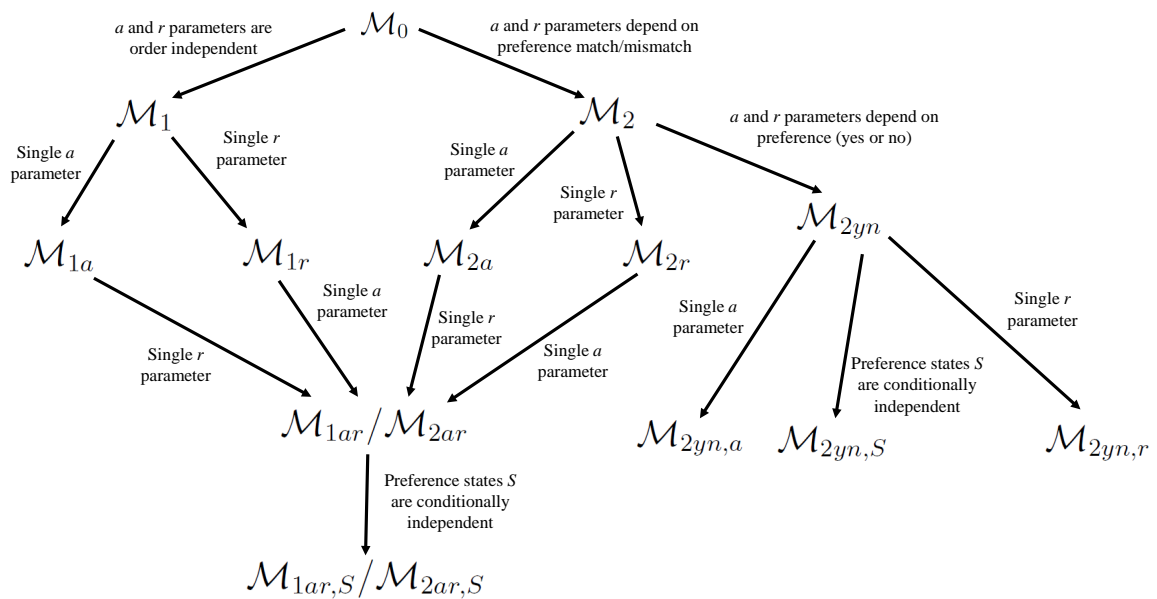 a and r parameters are
order independent
M0
a and r parameters depend on
preference match/mismatch
M1
M2
a and r parameters depend on
preference (yes or no)
Single a
parameter
Single r
parameter
Single a
parameter
Single r
parameter
M2yn
M1a
M1r
M2a
M2r
Single r
parameter
Single a
parameter
Single r
parameter
Single a
parameter
Single a
parameter
Preference states S
are conditionally
independent
Single r
parameter
M1ar/M2ar
M2yn,a
M2yn,S
M2yn,r
Preference states S
are conditionally
independent
M1ar,S/M2ar,S